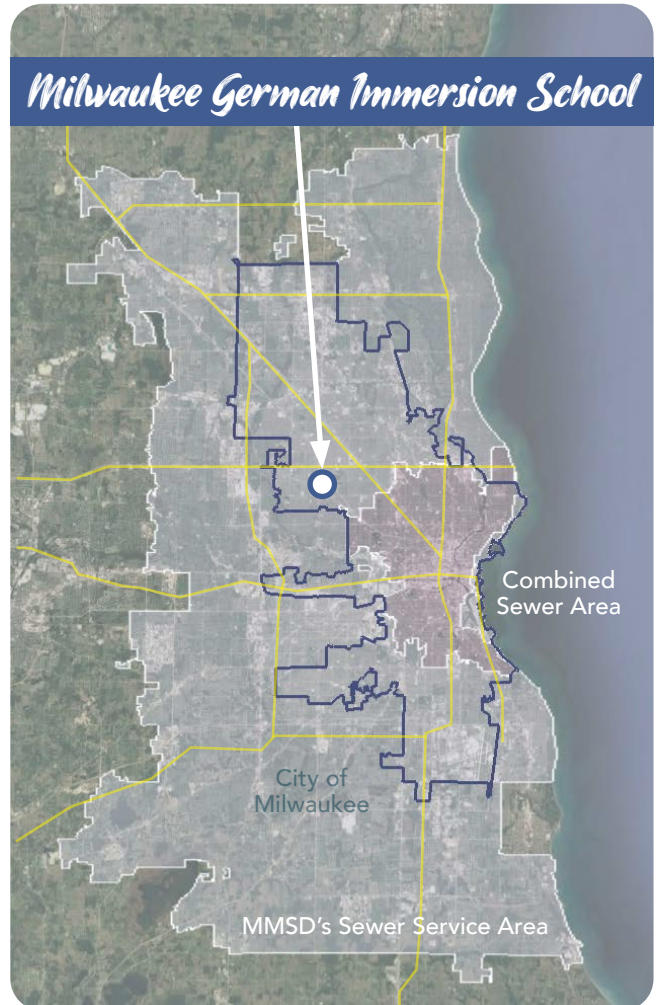 Milwaukee German Immersion School
Combined
Sewer Area
City of
Milwaukee
MMSD's Sewer Service Area